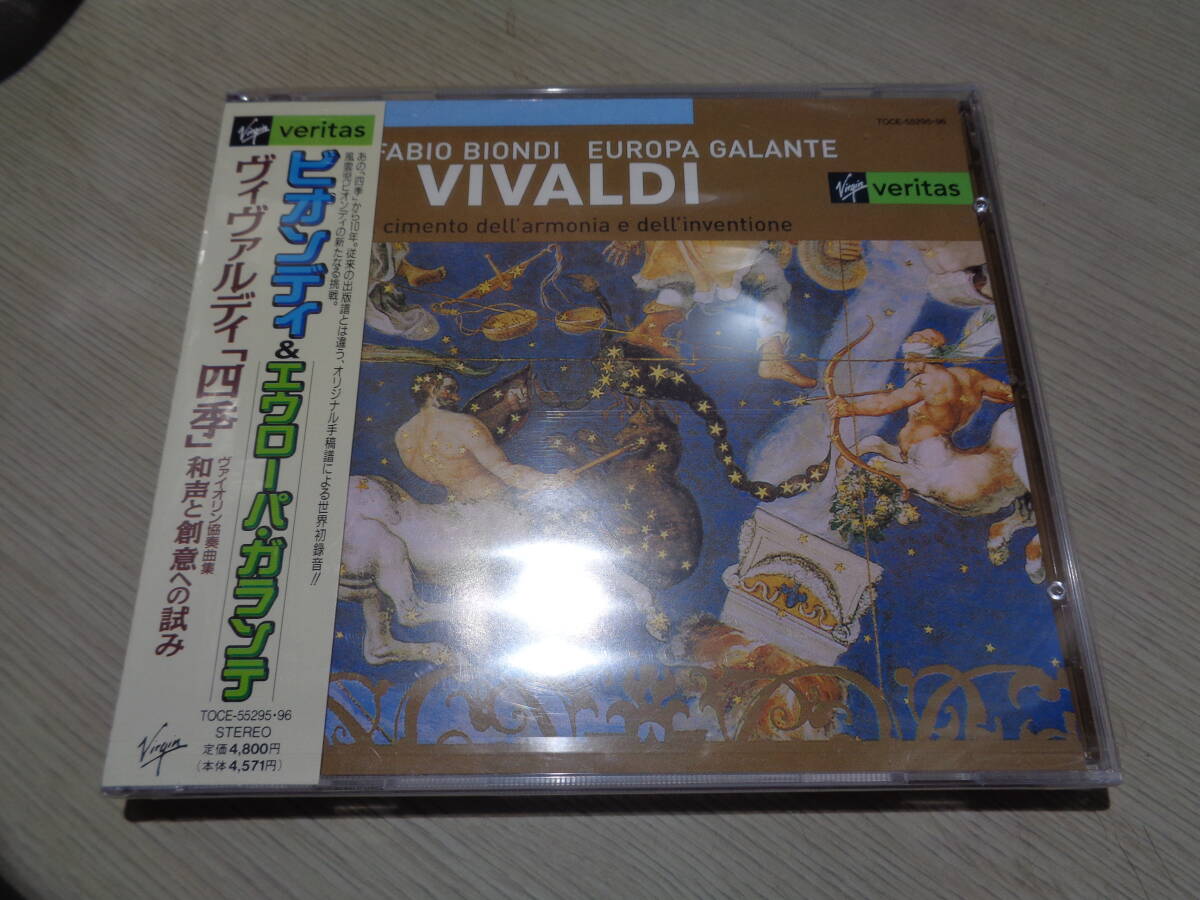 Virgin veritas
ビオンディ&エウローパ・ガランテ
あの、「四季」から10年。従来の出版譜とは違う、オリジナル手稿譜による世界初録音!!
風雲児ビオンディの新たなる挑戦。
ヴィヴァルディ「四季」
ヴァイオリン協奏曲集
和声と創意への試み
TOCE-55295・96
STEREO
定価4,800円
(本体4,571円)
Virgin
TOCE-55295・96
FABIO BIONDI EUROPA GALANTE
VIVALDI
Virgin veritas
cimento dell'armonia e dell'inventione